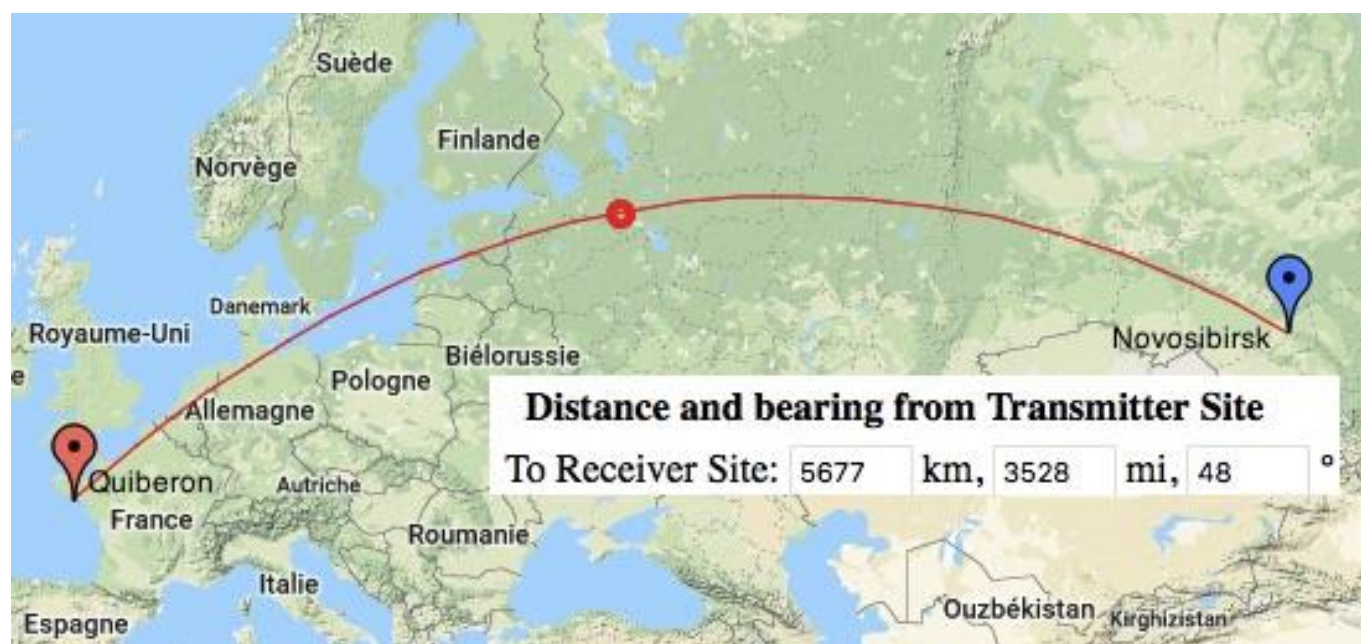 Suède
Finlande
Norvège
Danemark
Royaume-Uni
Novosibirsk
Biélorussie
e
Pologne
Allemagne
Distance and bearing from Transmitter Site
To Receiver Site: 5677 km, 3528 mi, 48 °
Quiberon
Autriche
France
Roumanie
Italie
Ouzbékistan
Kirghizistan
Espagne